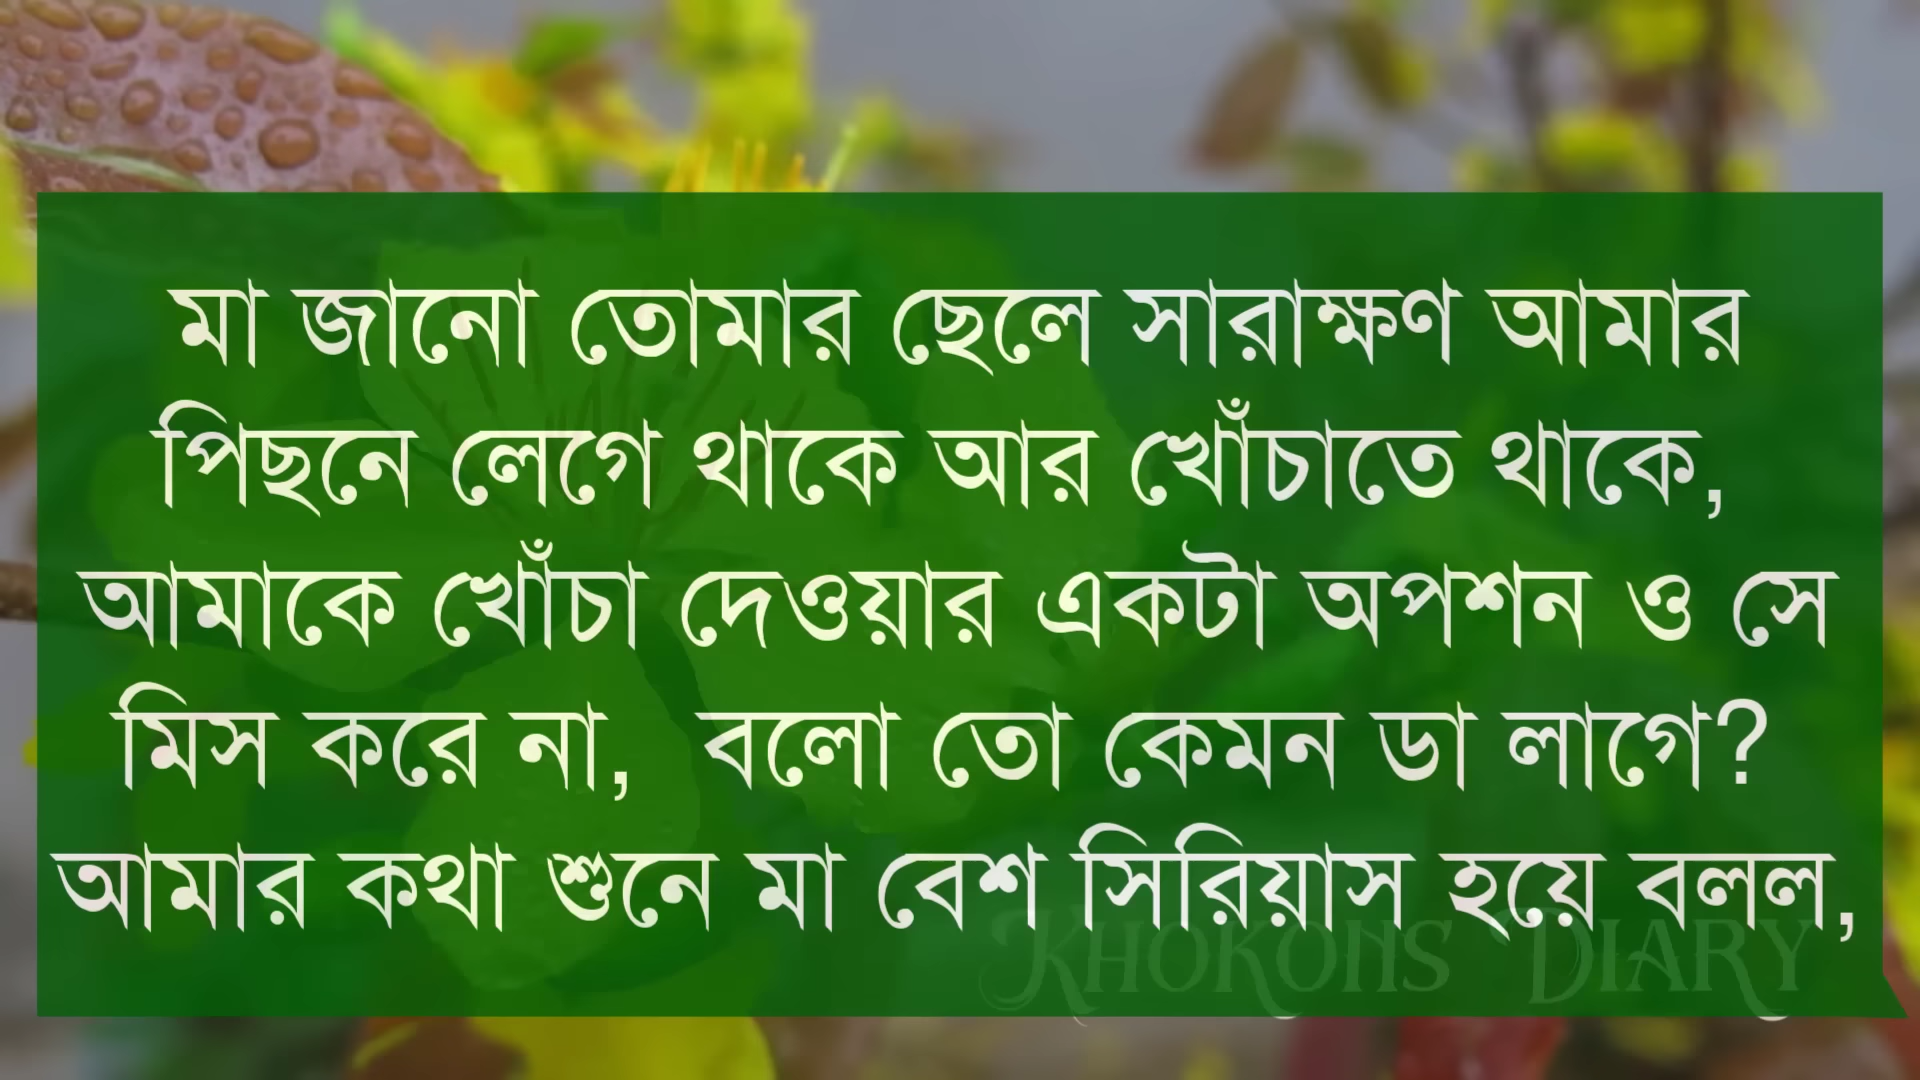 মা জানো তোমার ছেলে সারাক্ষণ আমার
পিছনে লেগে থাকে আর খোঁচাতে থাকে,
আমাকে খোঁচা দেওয়ার একটা অপশন ও সে
মিস করে না, বলো তো কেমন ডা লাগে?
আমার কথা শুনে মা বেশ সিরিয়াস হয়ে বলল,
KHOKONS DIARY